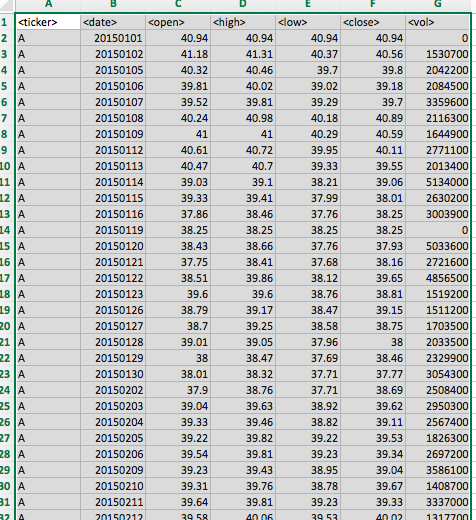 A B C D E F G
1 <ticker> <date> <open> <high> <low> <close> <vol>
2 A 20150101 40.94 40.94 40.94 40.94 0
3 A 20150102 41.18 41.31 40.37 40.56 1530700
4 A 20150105 40.32 40.46 39.7 39.8 2042200
5 A 20150106 39.81 40.02 39.02 39.18 2084500
6 A 20150107 39.52 39.81 39.29 39.7 3359600
7 A 20150108 40.24 40.98 40.18 40.89 2116300
8 A 20150109 41 41 40.29 40.59 1644900
9 A 20150112 40.61 40.72 39.95 40.11 2771100
10 A 20150113 40.47 40.7 39.33 39.55 2013400
11 A 20150114 39.03 39.1 38.21 39.06 5134000
12 A 20150115 39.33 39.41 37.99 38.01 2630200
13 A 20150116 37.86 38.46 37.76 38.25 3003900
14 A 20150119 38.25 38.25 38.25 38.25 0
15 A 20150120 38.43 38.66 37.76 37.93 5033600
16 A 20150121 37.75 38.41 37.68 38.16 2721600
17 A 20150122 38.51 39.86 38.12 39.65 4856500
18 A 20150123 39.6 39.6 38.76 38.81 1519200
19 A 20150126 38.79 39.17 38.47 39.15 1511200
20 A 20150127 38.7 39.25 38.58 38.75 1703500
21 A 20150128 39.01 39.05 37.96 38 2033500
22 A 20150129 38 38.47 37.69 38.46 2329900
23 A 20150130 38.01 38.32 37.71 37.77 3054300
24 A 20150202 37.9 38.76 37.71 38.69 2508400
25 A 20150203 39.04 39.63 38.92 39.62 2950300
26 A 20150204 39.33 39.46 38.82 39.11 2567400
27 A 20150205 39.22 39.82 39.22 39.53 1826300
28 A 20150206 39.54 39.81 39.23 39.34 2697200
29 A 20150209 39.23 39.43 38.95 39.04 3586100
30 A 20150210 39.31 39.76 38.78 39.67 1408700
31 A 20150211 39.64 39.81 39.23 39.33 3337000
32 A 20150212 39.58 40.06 39.53 40.02 1317700